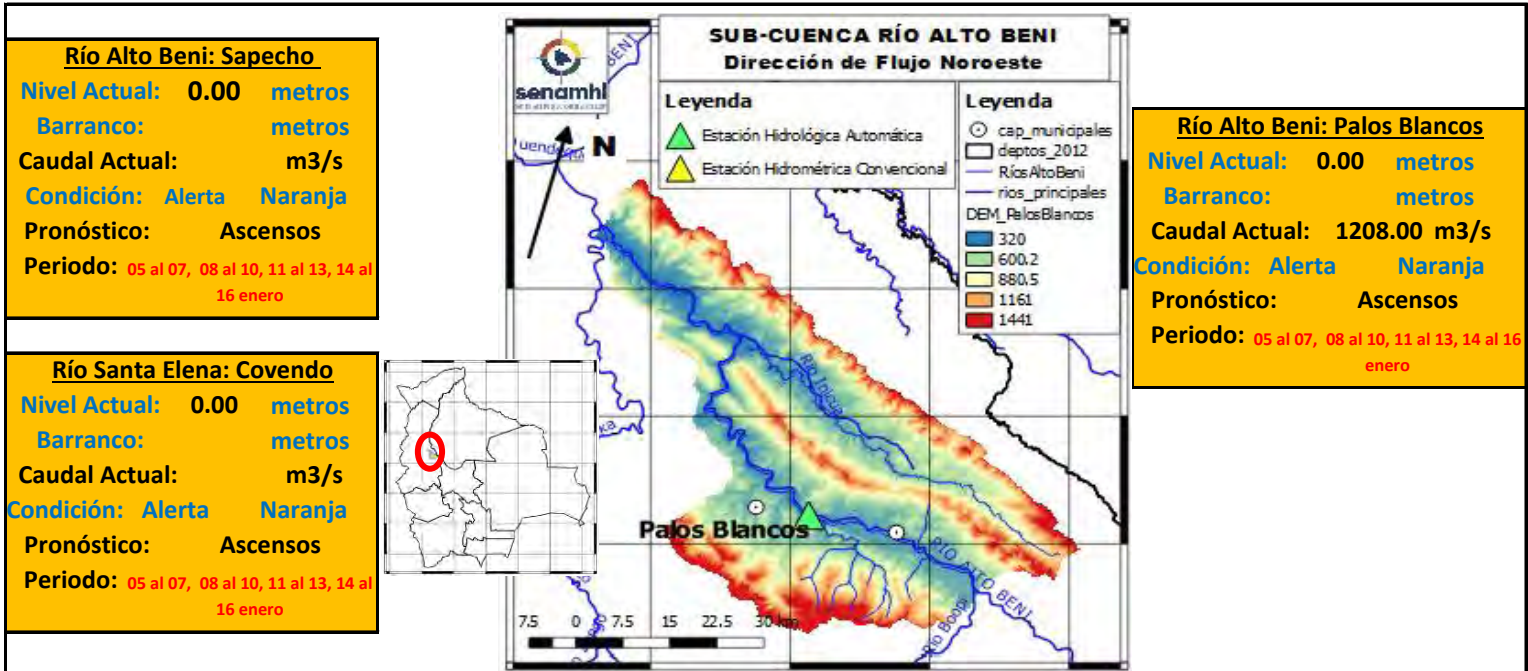 Río Alto Beni: Sapecho
Nivel Actual: 0.00 metros
Barranco: metros
Caudal Actual: m3/s
Condición: Alerta Naranja
Pronóstico: Ascensos
Periodo: 05 al 07, 08 al 10, 11 al 13, 14 al
16 enero
Río Santa Elena: Covendo
Nivel Actual: 0.00 metros
Barranco: metros
Caudal Actual: m3/s
Condición: Alerta Naranja
Pronóstico: Ascensos
Periodo: 05 al 07, 08 al 10, 11 al 13, 14 al
16 enero
senamhi
BENI
SUB-CUENCA RÍO ALTO BENI
Dirección de Flujo Noroeste
Leyenda
Estación Hidrológica Automática
Estación Hidrométrica Convencional
Leyenda
cap_municipales
deptos_2012
RíosAltoBeni
rios_principales
DEM_PalosBlancos
320
600.2
880.5
1161
1441
N
Río Inicua
Palos Blancos
RÍO ALTO BENI
Río Boopi
7.5 0 7.5 15 22.5 30 km
Río Alto Beni: Palos Blancos
Nivel Actual: 0.00 metros
Barranco: metros
Caudal Actual: 1208.00 m3/s
Condición: Alerta Naranja
Pronóstico: Ascensos
Periodo: 05 al 07, 08 al 10, 11 al 13, 14 al 16
enero